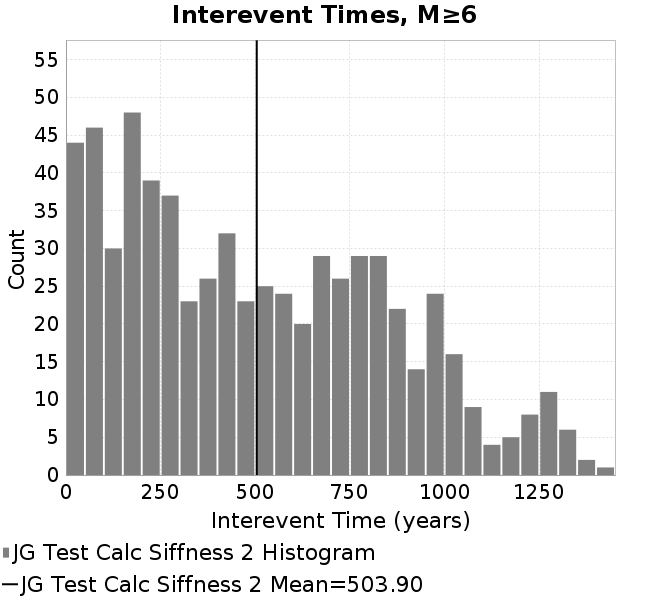 Interevent Times, M≥6
55
50
45
40
35
30
25
20
15
10
5
0
Count
0 250 500 750 1000 1250
Interevent Time (years)
JG Test Calc Siffness 2 Histogram
JG Test Calc Siffness 2 Mean=503.90